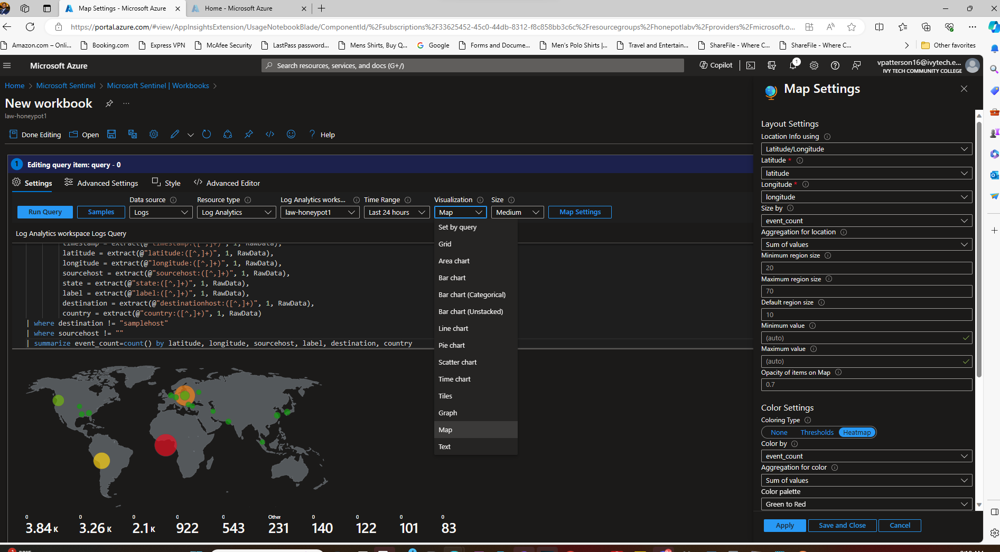 Map Settings - Microsoft Azure
Home - Microsoft Azure
https://portal.azure.com/#view/AppInsightsExtension/UsageNotebookBlade/ComponentId/%2Fsubscriptions%2F33625452-45c0-44db-8312-f8c858bb3c6c%2Fresourcegroups%2Fhonepotlabv%2Fproviders%2Fmicrosoft.o...
Amazon.com – Onli...
Booking.com
Express VPN
McAfee Security
LastPass password...
Mens Shirts, Buy Q...
Google
Forms and Docume...
Men's Polo Shirts |...
Travel and Entertain...
ShareFile - Where C...
ShareFile - Where C...
Other favorites
Microsoft Azure
Search resources, services, and docs (G+/)
Copilot
1
vpatterson16@ivytech.e...
IVY TECH COMMUNITY COLLEGE
Home > Microsoft Sentinel > Microsoft Sentinel | Workbooks >
New workbook
...
law-honeypot1
Done Editing
Open
Help
1 Editing query item: query - 0
Settings
Advanced Settings
Style
Advanced Editor
Data source
Resource type
Log Analytics works...
Time Range
Visualization
Size
Run Query
Samples
Logs
Log Analytics
law-honeypot1
Last 24 hours
Map
Medium
Map Settings
Log Analytics workspace Logs Query
timestamp = extract(@"timestamp:([^,]+)", 1, RawData),
latitude = extract(@"latitude:([^,]+)", 1, RawData),
longitude = extract(@"longitude:([^,]+)", 1, RawData),
sourcehost = extract(@"sourcehost:([^,]+)", 1, RawData),
state = extract(@"state:([^,]+)", 1, RawData),
label = extract(@"label:([^,]+)", 1, RawData),
destination = extract(@"destinationhost:([^,]+)", 1, RawData),
country = extract(@"country:([^,]+)", 1, RawData)
| where destination != "samplehost"
| where sourcehost != ""
| summarize event_count=count() by latitude, longitude, sourcehost, label, destination, country
Set by query
Grid
Area chart
Bar chart
Bar chart (Categorical)
Bar chart (Unstacked)
Line chart
Pie chart
Scatter chart
Time chart
Tiles
Graph
Map
Text
0
3.84 K
0
3.26 K
0
2.1 K
0
922
0
543
Other
231
0
140
0
122
0
101
0
83
Map Settings
Layout Settings
Location Info using
Latitude/Longitude
Latitude *
latitude
Longitude *
longitude
Size by
event_count
Aggregation for location
Sum of values
Minimum region size
20
Maximum region size
70
Default region size
10
Minimum value
(auto)
Maximum value
(auto)
Opacity of items on Map
0.7
Color Settings
Coloring Type
None
Thresholds
Heatmap
Color by
event_count
Aggregation for color
Sum of values
Color palette
Green to Red
Apply
Save and Close
Cancel